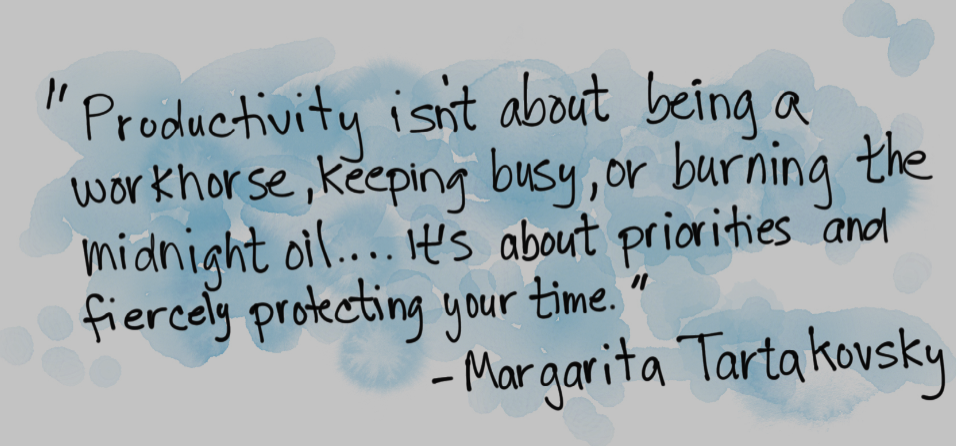 "Productivity isn't about being a
workhorse, keeping busy, or burning the
midnight oil.... It's about priorities and
fiercely protecting your time."
-Margarita Tartakovsky